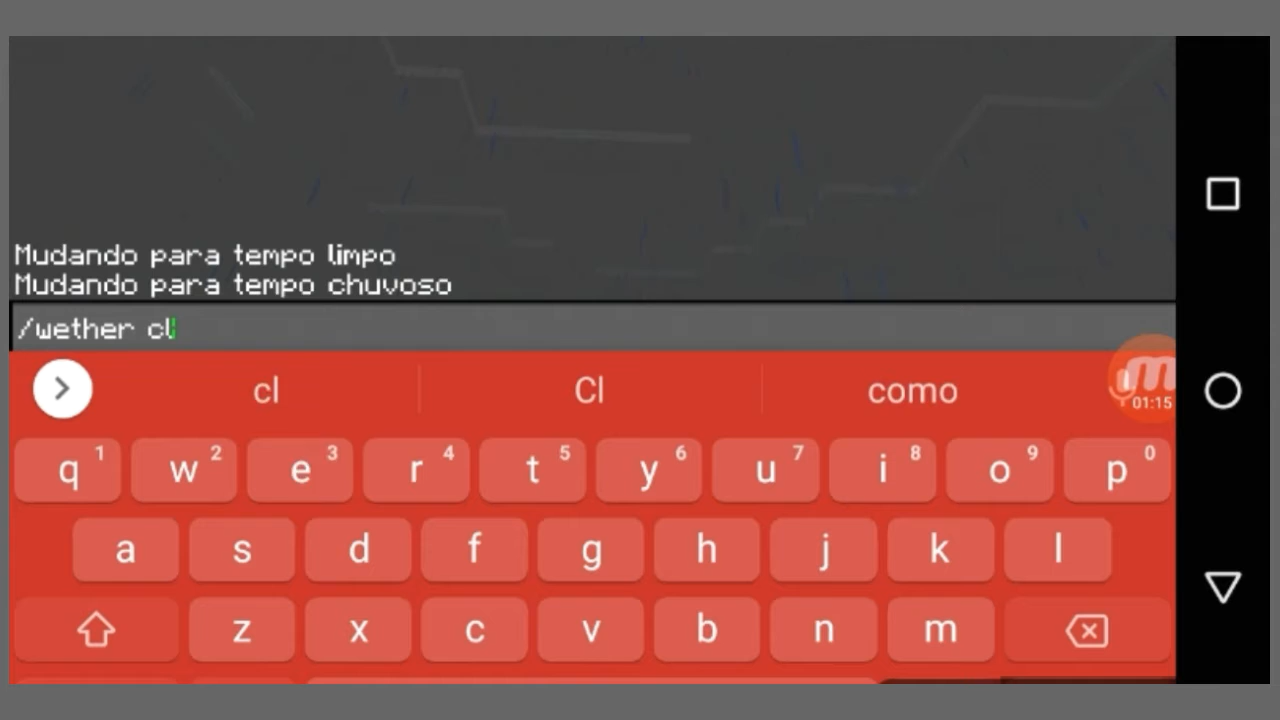 Mudando para tempo limpo
Mudando para tempo chuvoso
/wether cl
cl Cl como
01:15
q 1 w 2 e 3 r 4 t 5 y 6 u 7 i 8 o 9 p 0
a s d f g h j k l
z x c v b n m